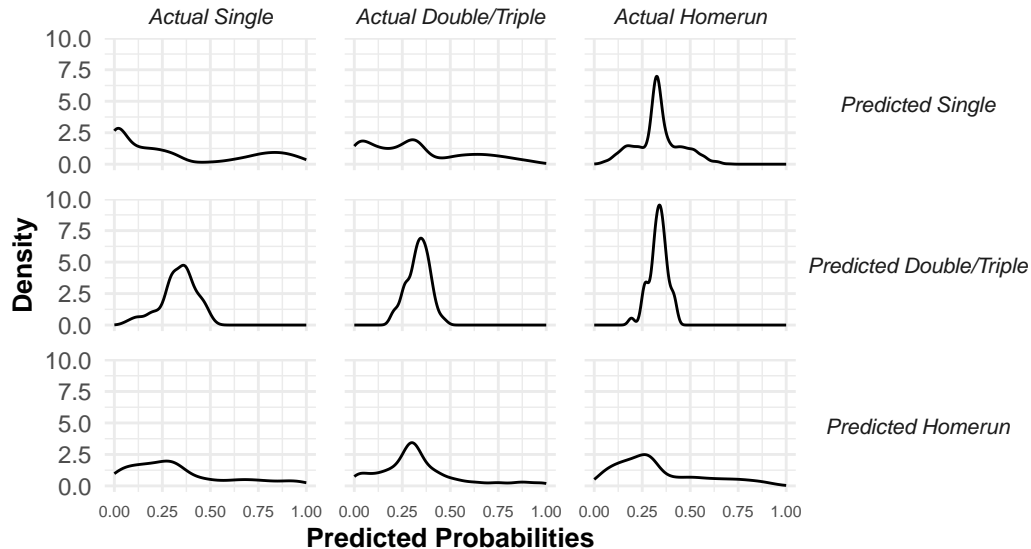 Actual Single Actual Double/Triple Actual Homerun
10.0
7.5
5.0
2.5
0.0
Predicted Single
10.0
7.5
5.0
2.5
0.0
Predicted Double/Triple
10.0
7.5
5.0
2.5
0.0
Predicted Homerun
Density
0.00 0.25 0.50 0.75 1.00 0.00 0.25 0.50 0.75 1.00 0.00 0.25 0.50 0.75 1.00
Predicted Probabilities